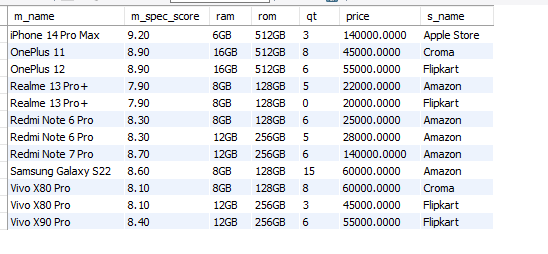 m_name m_spec_score ram rom qt price s_name
iPhone 14 Pro Max 9.20 6GB 512GB 3 140000.0000 Apple Store
OnePlus 11 8.90 16GB 512GB 8 45000.0000 Croma
OnePlus 12 8.90 16GB 512GB 6 55000.0000 Flipkart
Realme 13 Pro+ 7.90 8GB 128GB 5 22000.0000 Amazon
Realme 13 Pro+ 7.90 8GB 128GB 0 20000.0000 Flipkart
Redmi Note 6 Pro 8.30 8GB 128GB 6 25000.0000 Amazon
Redmi Note 6 Pro 8.30 12GB 256GB 5 28000.0000 Amazon
Redmi Note 7 Pro 8.70 12GB 256GB 6 140000.0000 Amazon
Samsung Galaxy S22 8.60 8GB 128GB 15 60000.0000 Amazon
Vivo X80 Pro 8.10 8GB 128GB 8 60000.0000 Croma
Vivo X80 Pro 8.10 12GB 256GB 3 45000.0000 Flipkart
Vivo X90 Pro 8.40 12GB 256GB 6 55000.0000 Flipkart